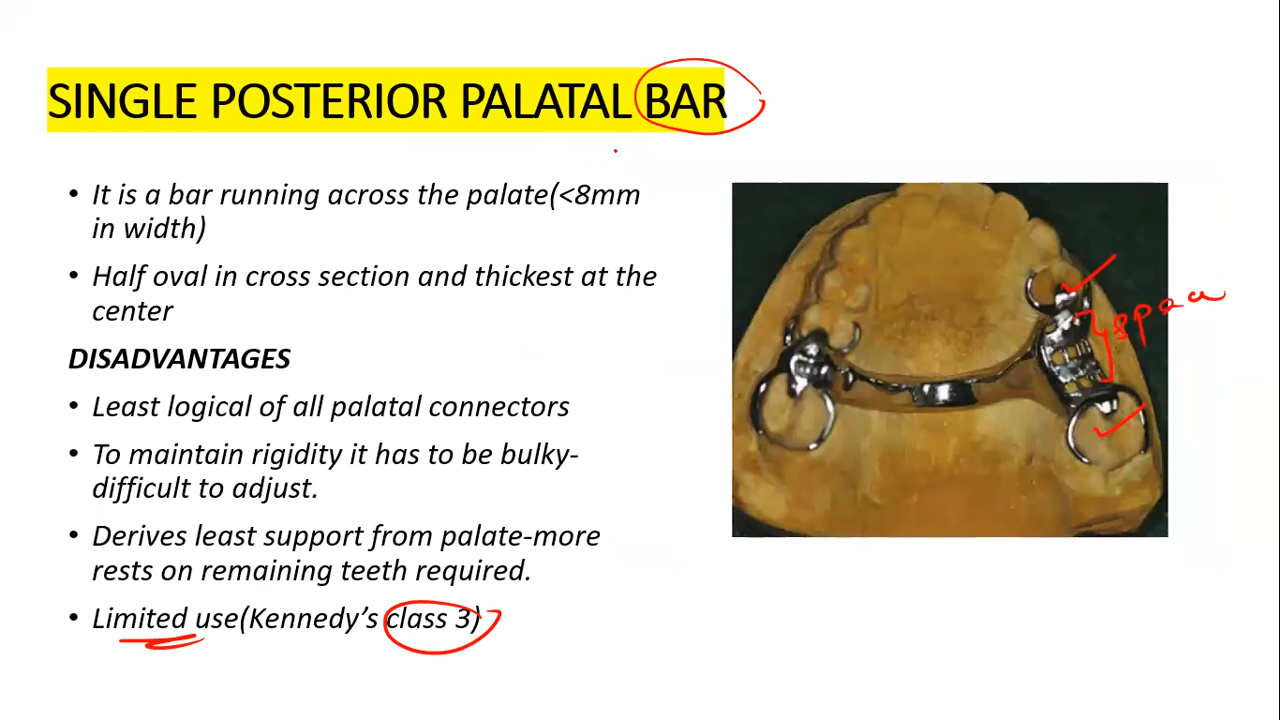 SINGLE POSTERIOR PALATAL BAR
• It is a bar running across the palate(<8mm
in width)
• Half oval in cross section and thickest at the
center
DISADVANTAGES
• Least logical of all palatal connectors
• To maintain rigidity it has to be bulky-
difficult to adjust.
• Derives least support from palate-more
rests on remaining teeth required.
• Limited use(Kennedy’s class 3)